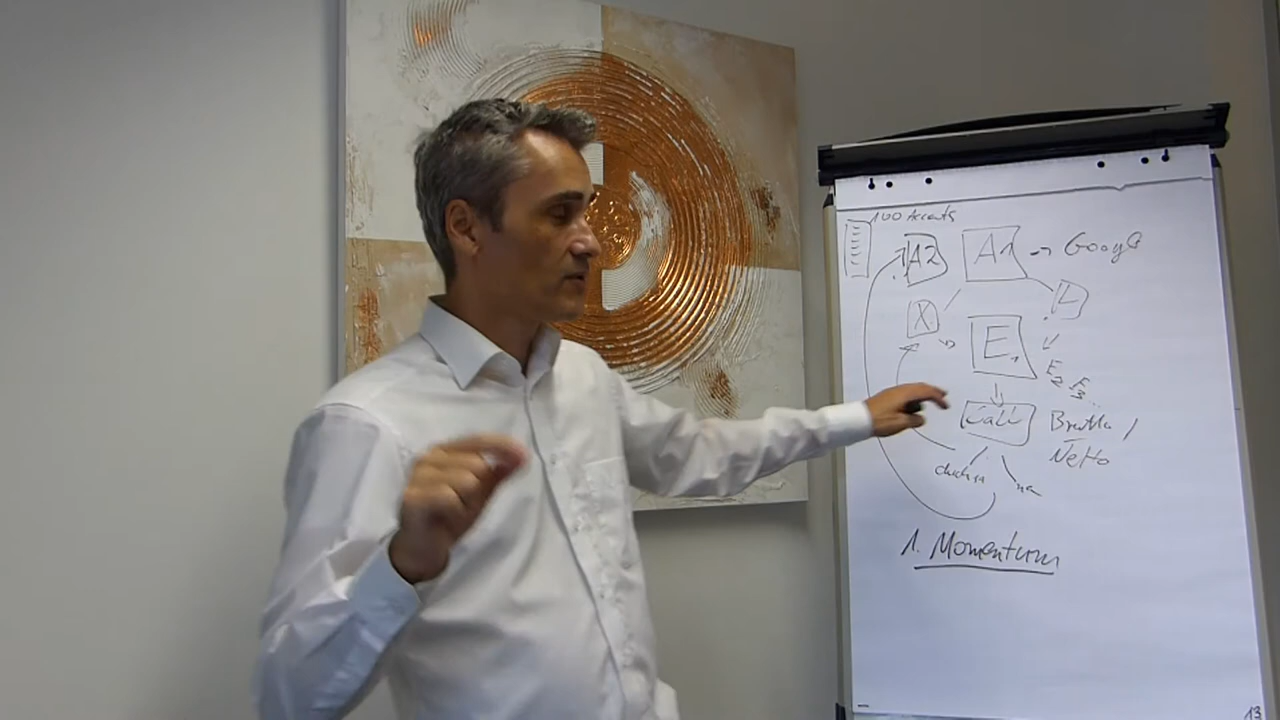 100 Accounts
A2 A1 → Google
X L
E1
E2 E3...
Call Brutto /
Netto
1. Momentum
13